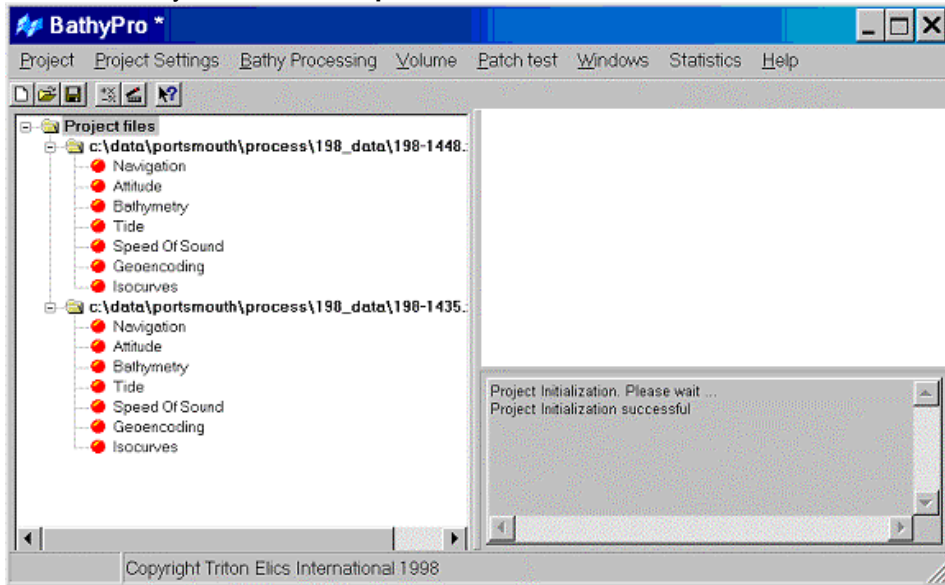 BathyPro *
Project Project Settings Bathy Processing Volume Patch test Windows Statistics Help
Project files
c:\data\portsmouth\process\198_data\198-1448.
Navigation
Attitude
Bathymetry
Tide
Speed Of Sound
Geoencoding
Isocurves
c:\data\portsmouth\process\198_data\198-1435.
Navigation
Attitude
Bathymetry
Tide
Speed Of Sound
Geoencoding
Isocurves
Project Initialization. Please wait ...
Project Initialization successful
Copyright Triton Elics International 1998